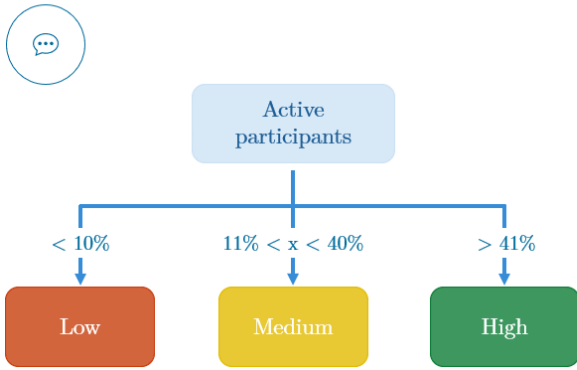 Active
participants
< 10%
11% < x < 40%
> 41%
Low
Medium
High